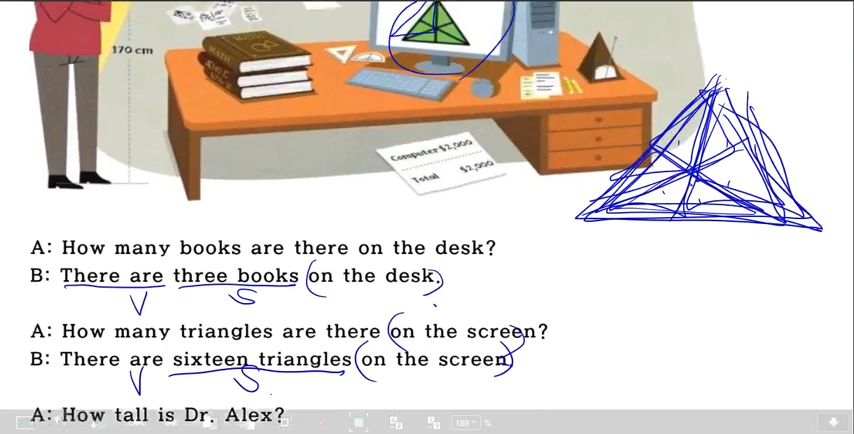 170 cm
MATH
Computer $2,000
Total $2,000
A: How many books are there on the desk?
B: There are three books (on the desk.)
V S
A: How many triangles are there (on the screen?)
B: There are sixteen triangles (on the screen)
V S
A: How tall is Dr. Alex?
189 %